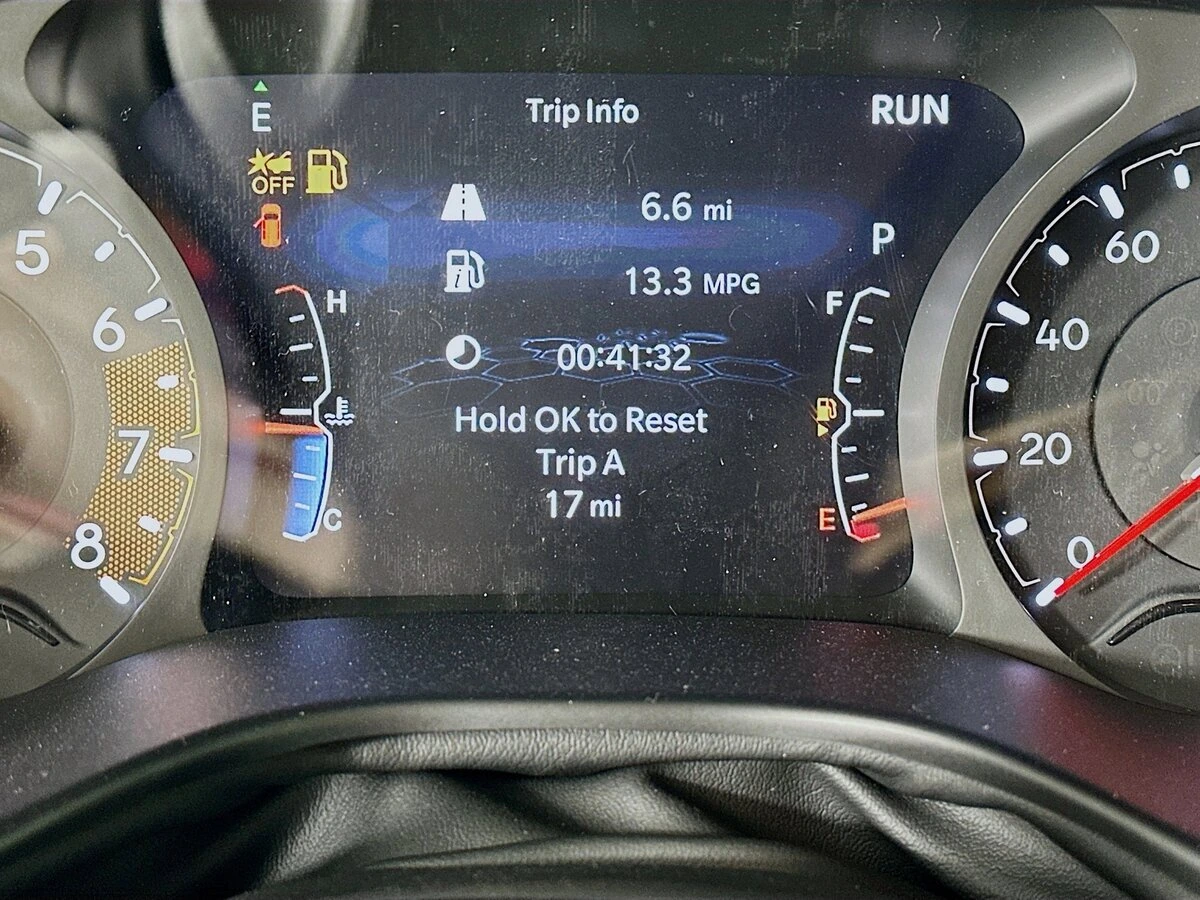 E
Trip Info
RUN
OFF
6.6 mi
P
13.3 MPG
H
F
00:41:32
Hold OK to Reset
Trip A
17 mi
C
E
5
6
7
8
60
40
20
0